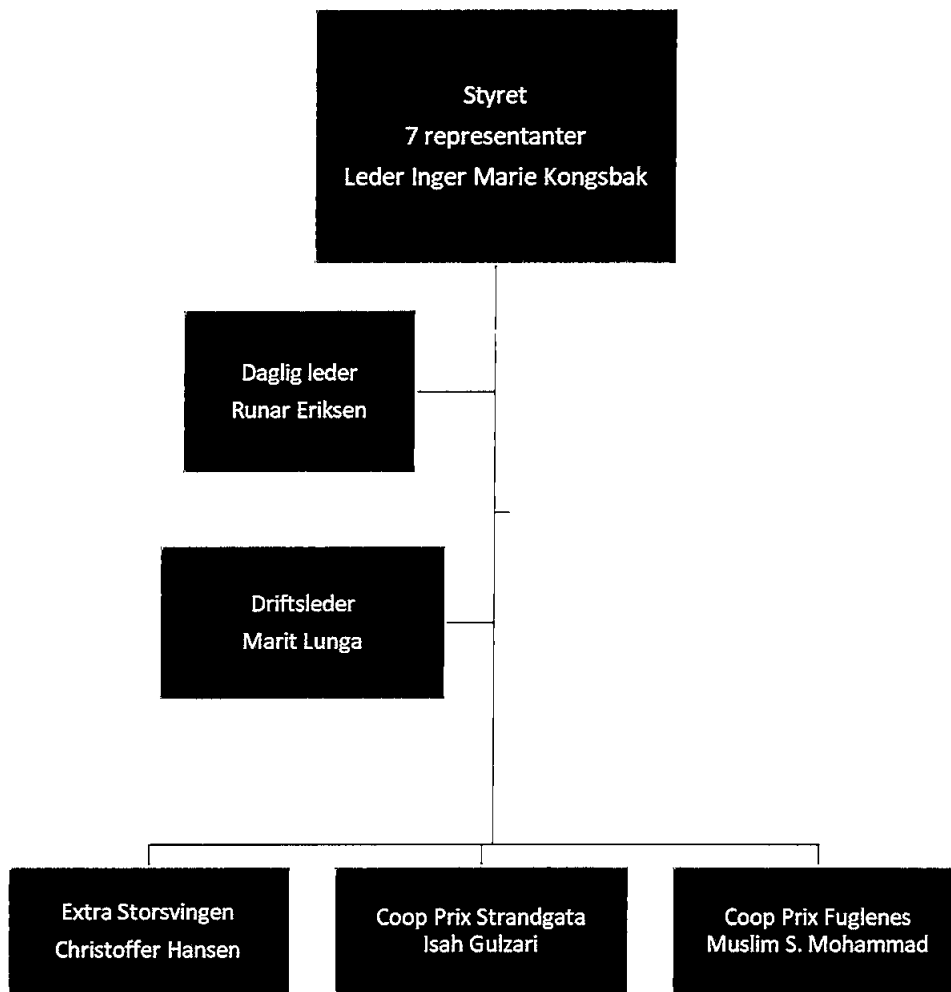 Styret
7 representanter
Leder Inger Marie Kongsbak
Daglig leder
Runar Eriksen
Driftsleder
Marit Lunga
Extra Storsvingen
Christoffer Hansen
Coop Prix Strandgata
Isah Gulzari
Coop Prix Fuglenes
Muslim S. Mohammad